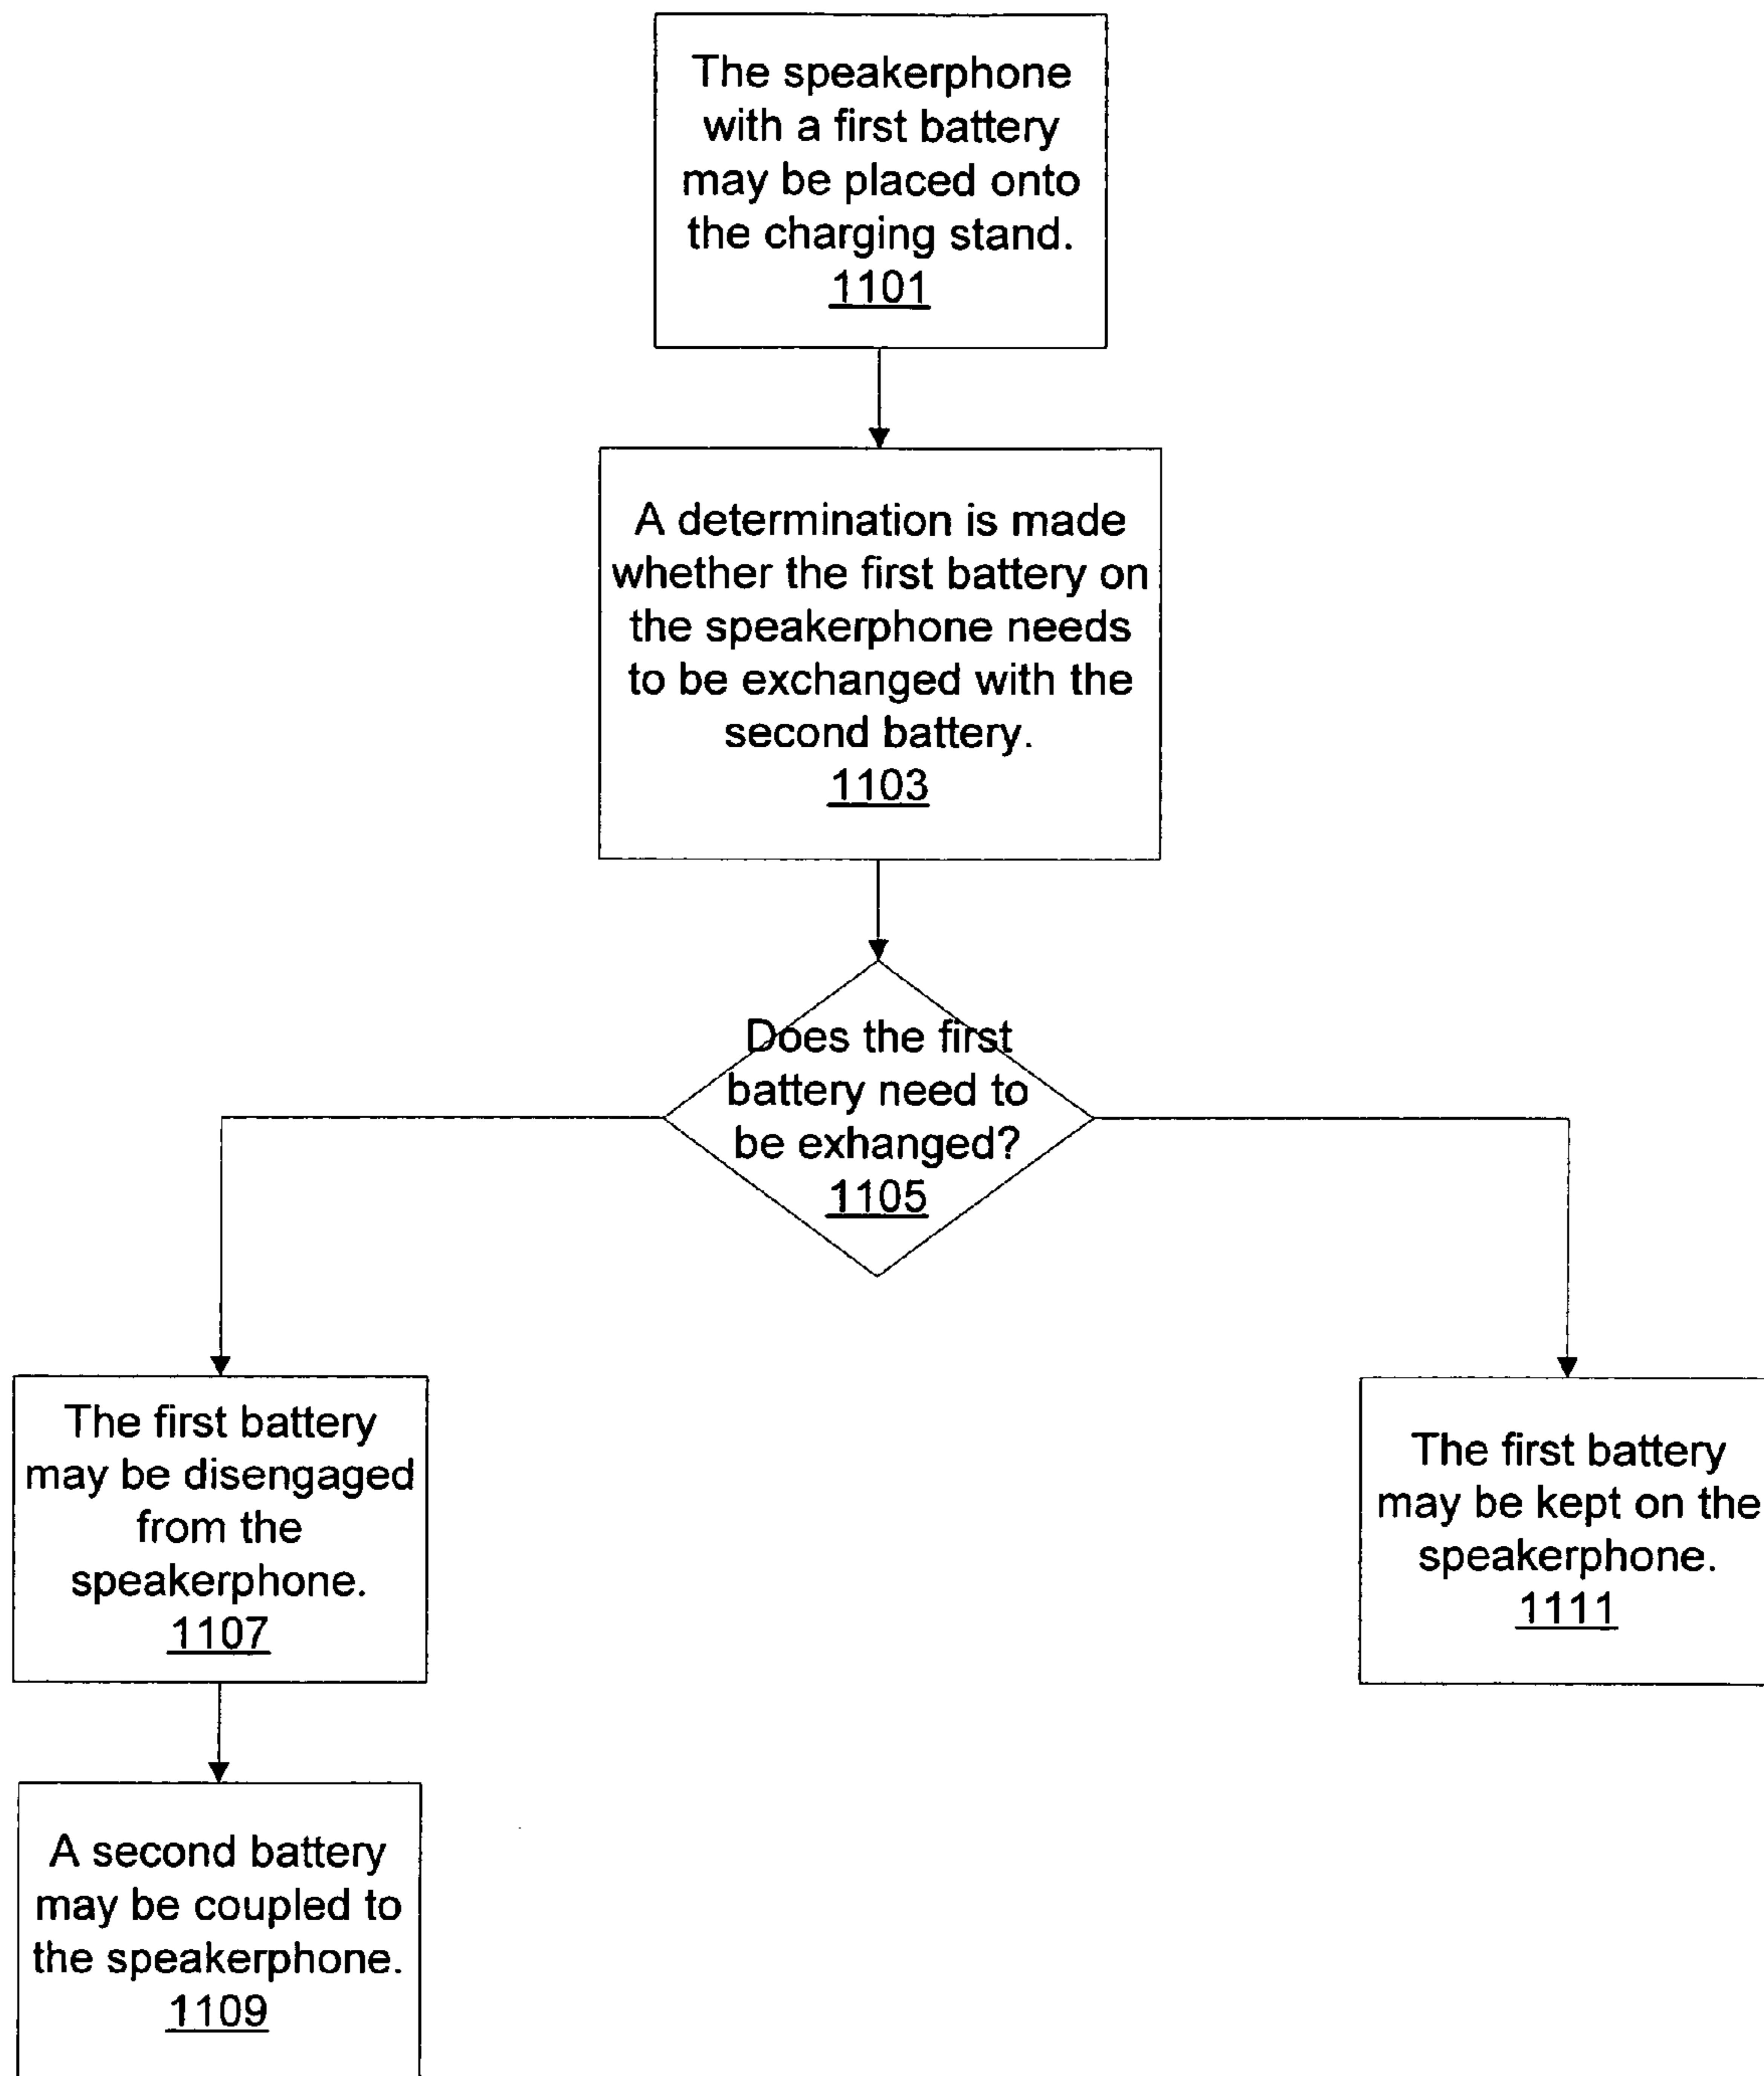 The speakerphone
with a first battery
may be placed onto
the charging stand.
1101
A determination is made
whether the first battery on
the speakerphone needs
to be exchanged with the
second battery.
1103
Does the first
battery need to
be exhanged?
1105
The first battery
may be disengaged
from the
speakerphone.
1107
The first battery
may be kept on the
speakerphone.
1111
A second battery
may be coupled to
the speakerphone.
1109